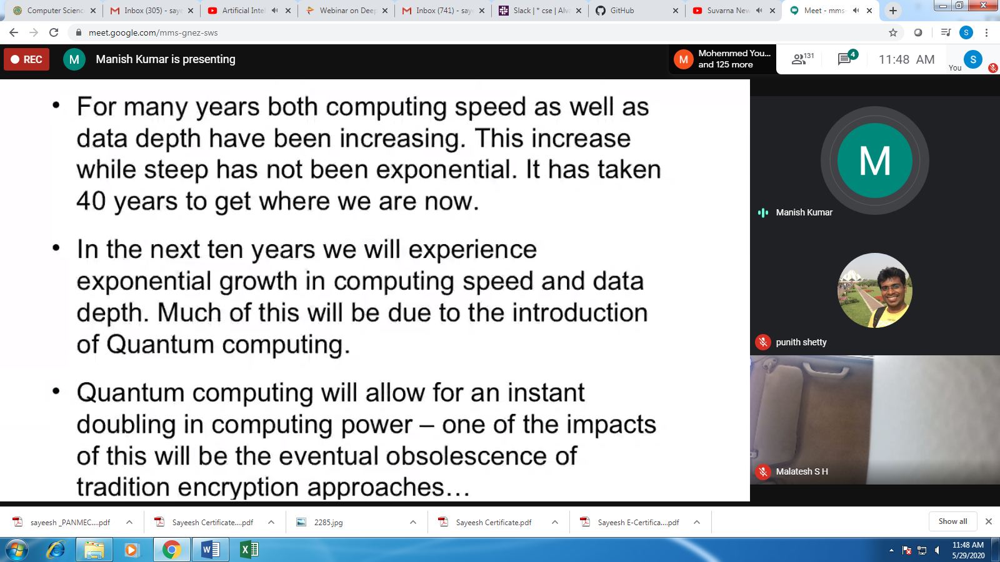 Computer Scienc
Inbox (305) - saye
Artificial Intel
Webinar on Deep
Inbox (741) - saye
Slack | * cse | Alva
GitHub
Suvarna New
Meet - mms-
meet.google.com/mms-gnez-sws
S
REC
M
Manish Kumar is presenting
M
Mohemmed You...
and 125 more
131
4
11:48 AM
You
S
• For many years both computing speed as well as
data depth have been increasing. This increase
while steep has not been exponential. It has taken
40 years to get where we are now.
• In the next ten years we will experience
exponential growth in computing speed and data
depth. Much of this will be due to the introduction
of Quantum computing.
• Quantum computing will allow for an instant
doubling in computing power – one of the impacts
of this will be the eventual obsolescence of
tradition encryption approaches...
M
Manish Kumar
punith shetty
Malatesh S H
sayeesh _PANMEC....pdf
Sayeesh Certificate....pdf
2285.jpg
Sayeesh Certificate.pdf
Sayeesh E-Certifica....pdf
Show all
11:48 AM
5/29/2020